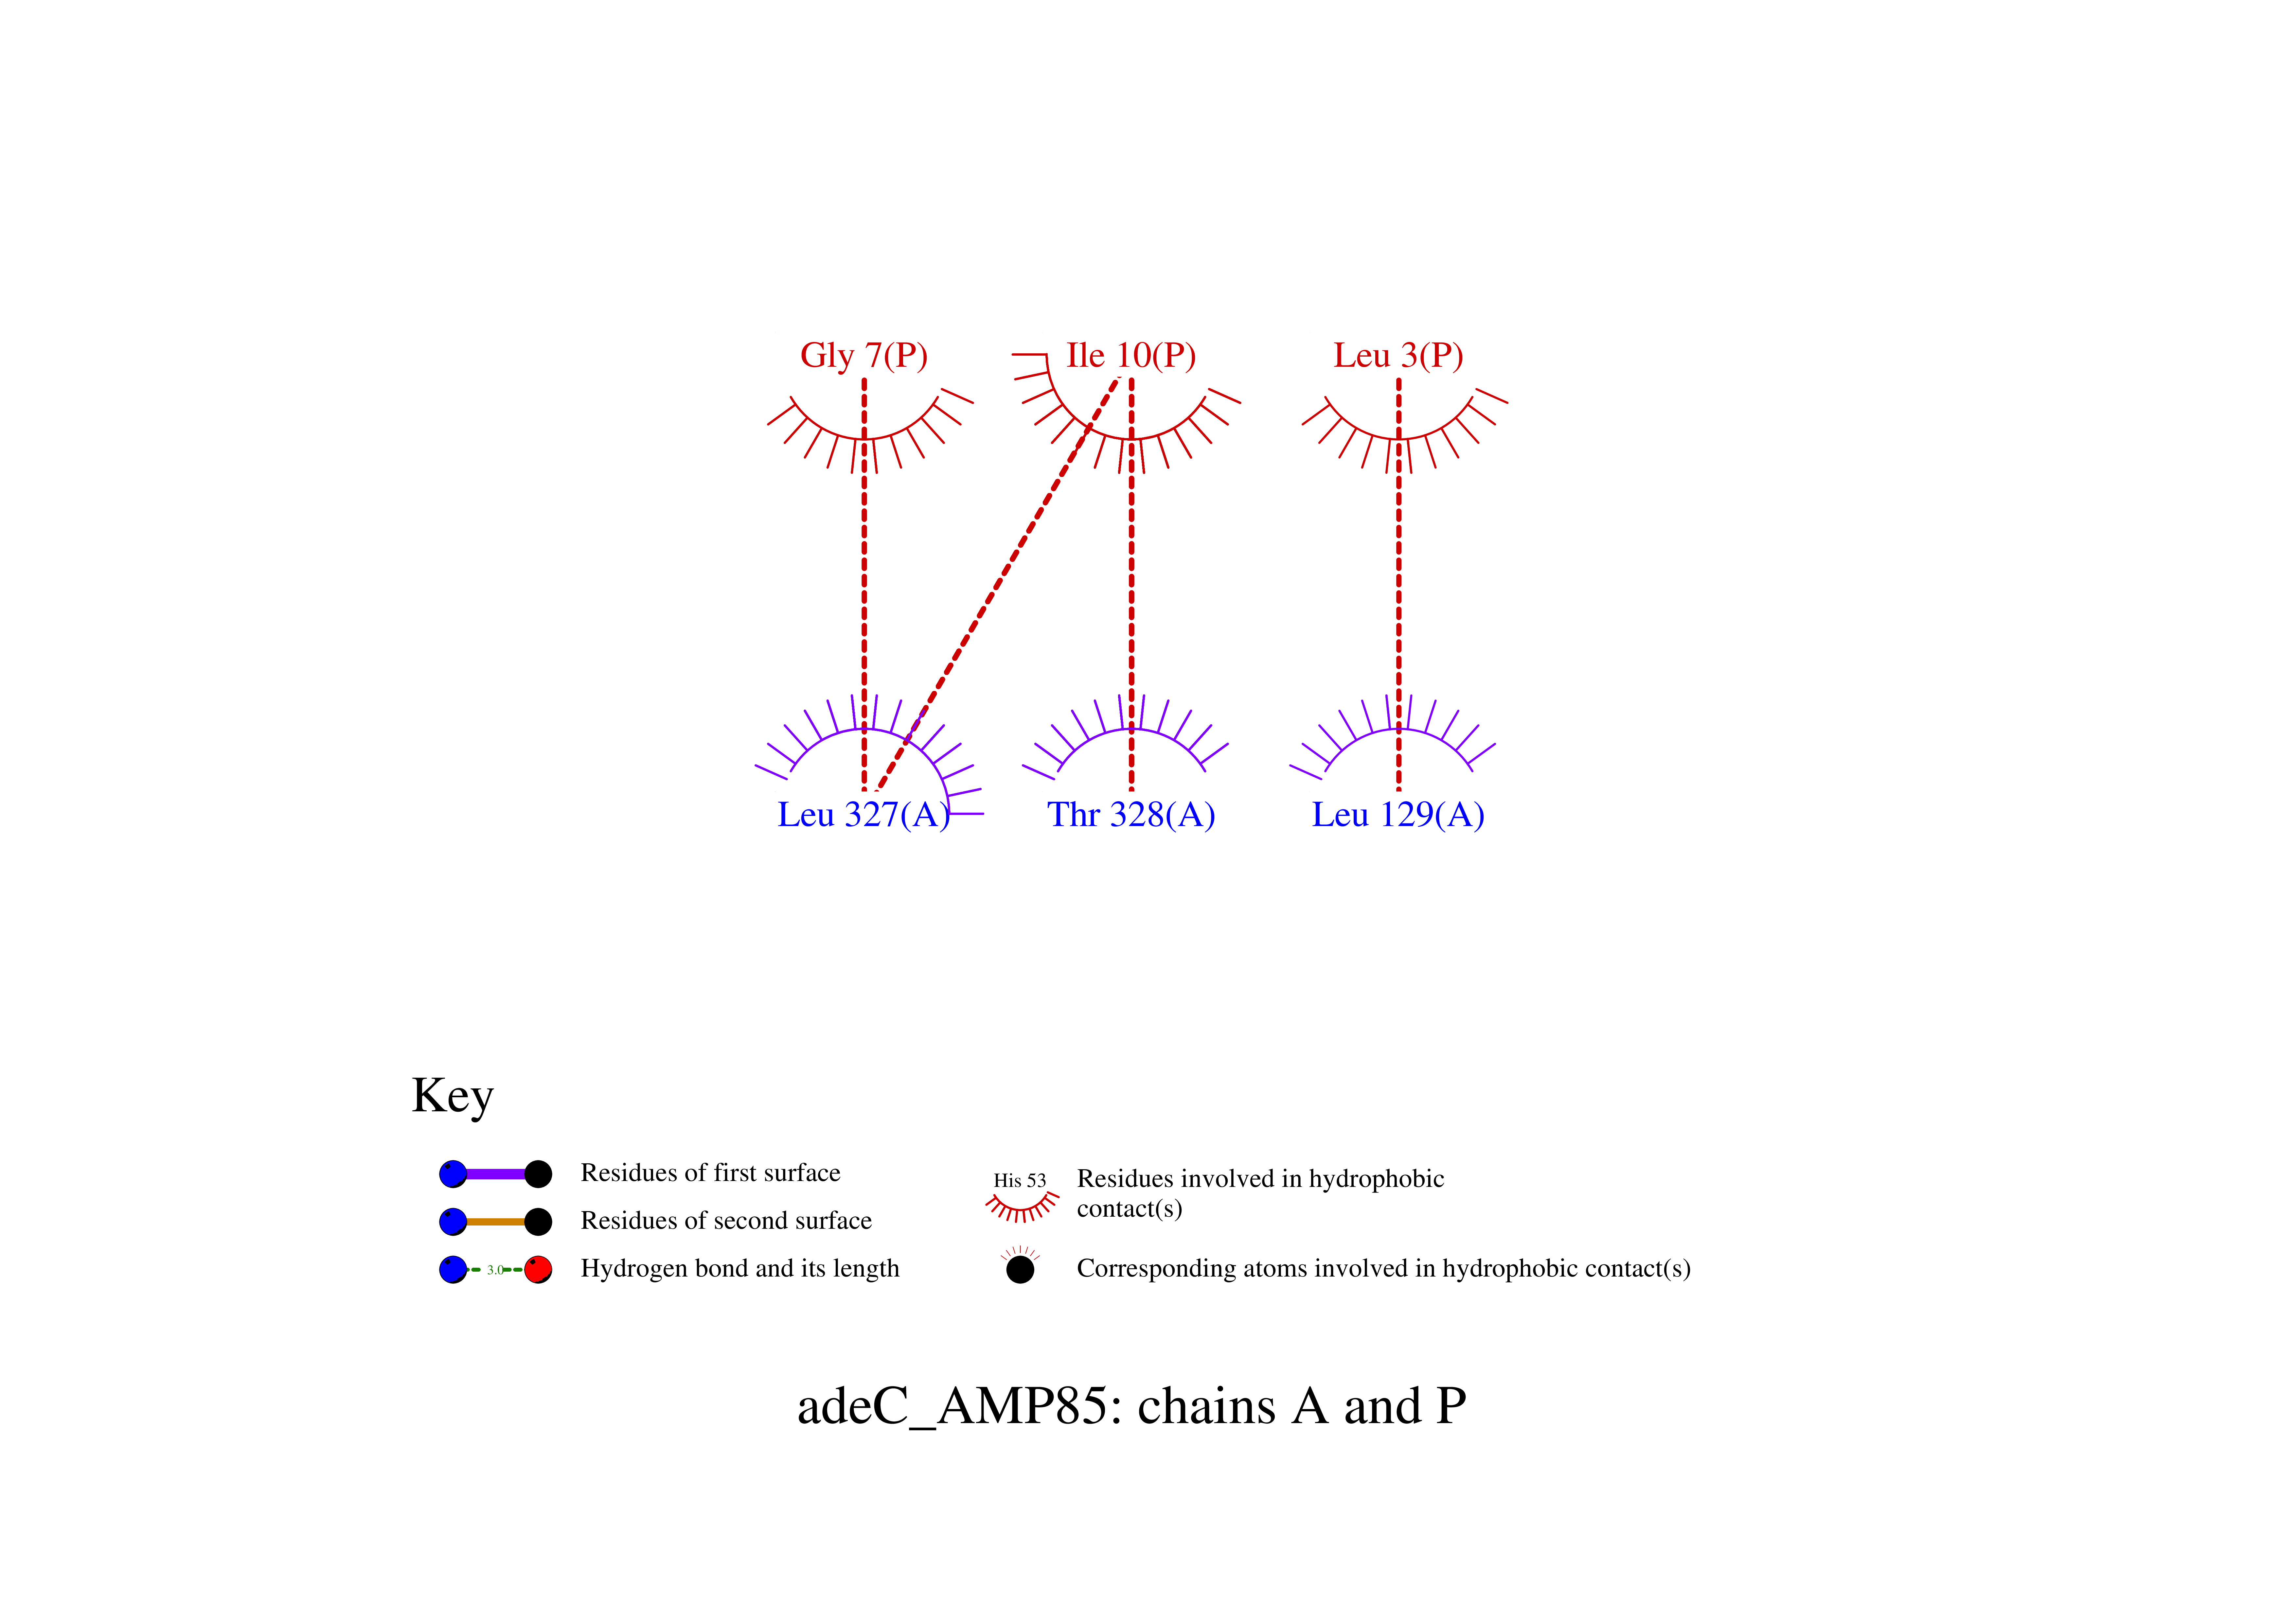 Gly 7(P) Ile 10(P) Leu 3(P)
Leu 327(A) Thr 328(A) Leu 129(A)
Key
Residues of first surface
Residues of second surface
3.0 Hydrogen bond and its length
His 53 Residues involved in hydrophobic
contact(s)
Corresponding atoms involved in hydrophobic contact(s)
adeC_AMP85: chains A and P